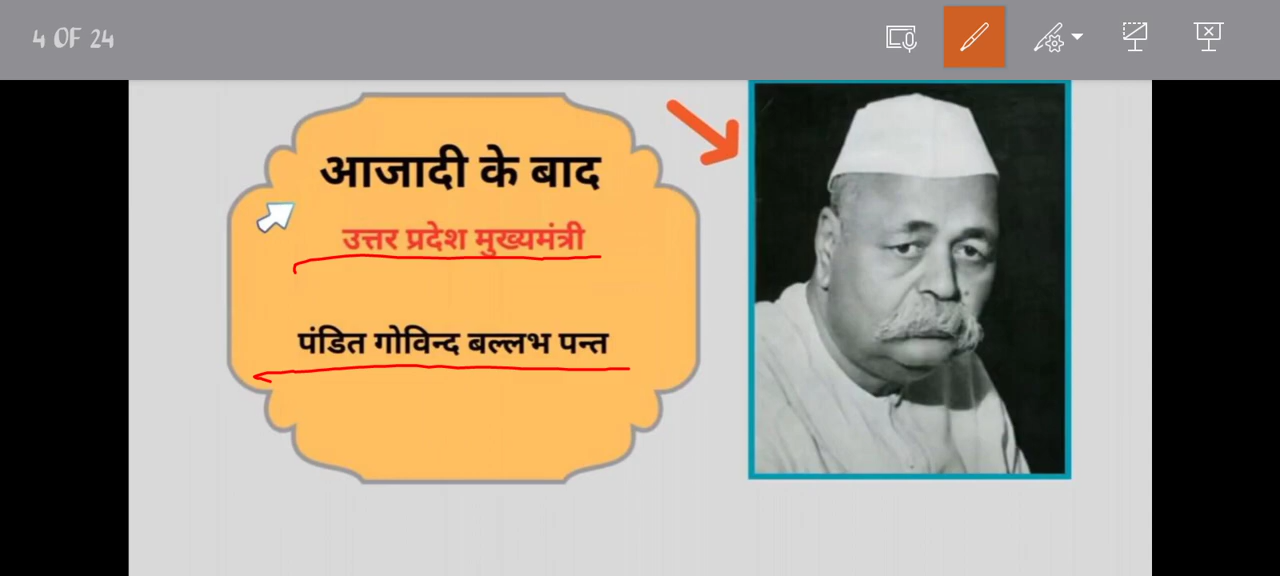 4 OF 24
आजादी के बाद
उत्तर प्रदेश मुख्यमंत्री
पंडित गोविन्द बल्लभ पन्त